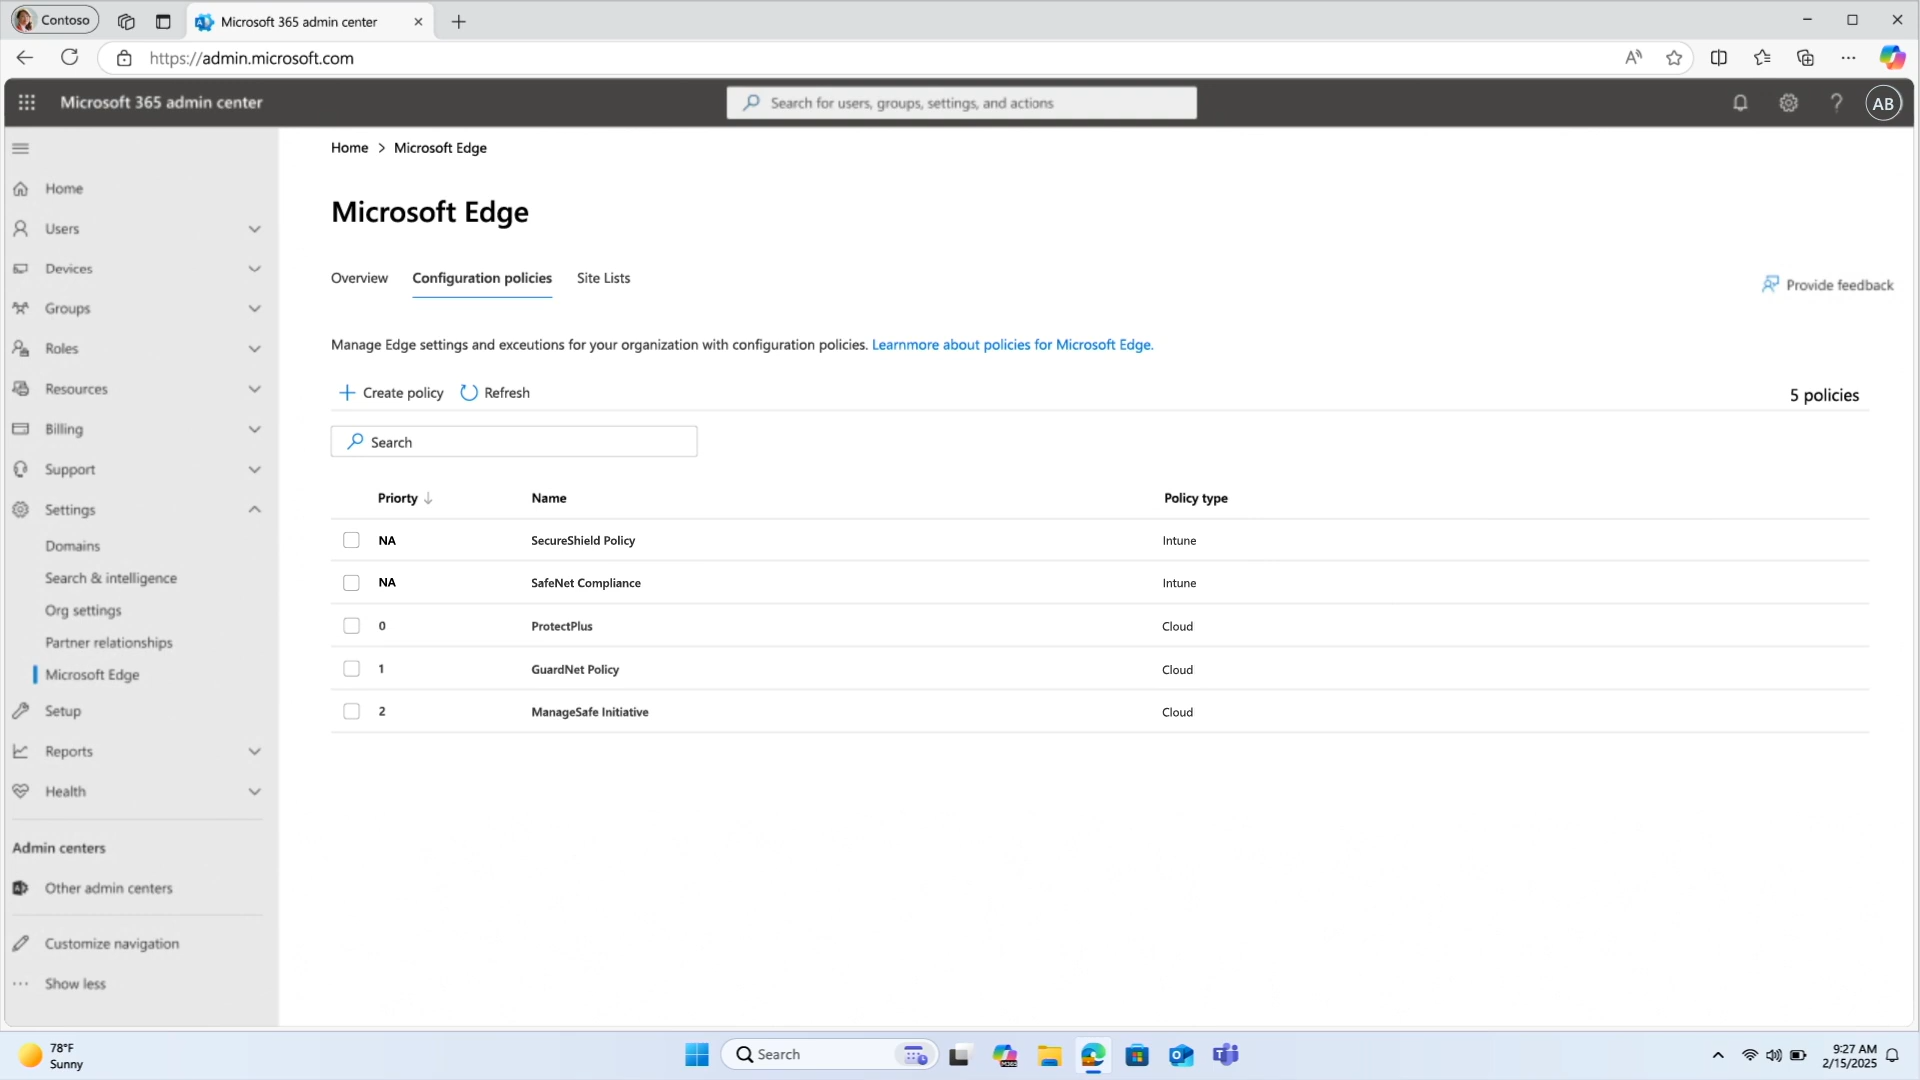 Contoso
Microsoft 365 admin center
https://admin.microsoft.com
Microsoft 365 admin center
Search for users, groups, settings, and actions
AB
Home
Users
Devices
Groups
Roles
Resources
Billing
Support
Settings
Domains
Search & intelligence
Org settings
Partner relationships
Microsoft Edge
Setup
Reports
Health
Admin centers
Other admin centers
Customize navigation
Show less
Home > Microsoft Edge
Microsoft Edge
Overview Configuration policies Site Lists
Provide feedback
Manage Edge settings and exceutions for your organization with configuration policies. Learnmore about policies for Microsoft Edge.
Create policy Refresh
5 policies
Search
Priorty Name Policy type
NA SecureShield Policy Intune
NA SafeNet Compliance Intune
0 ProtectPlus Cloud
1 GuardNet Policy Cloud
2 ManageSafe Initiative Cloud
78°F
Sunny
Search
9:27 AM
2/15/2025